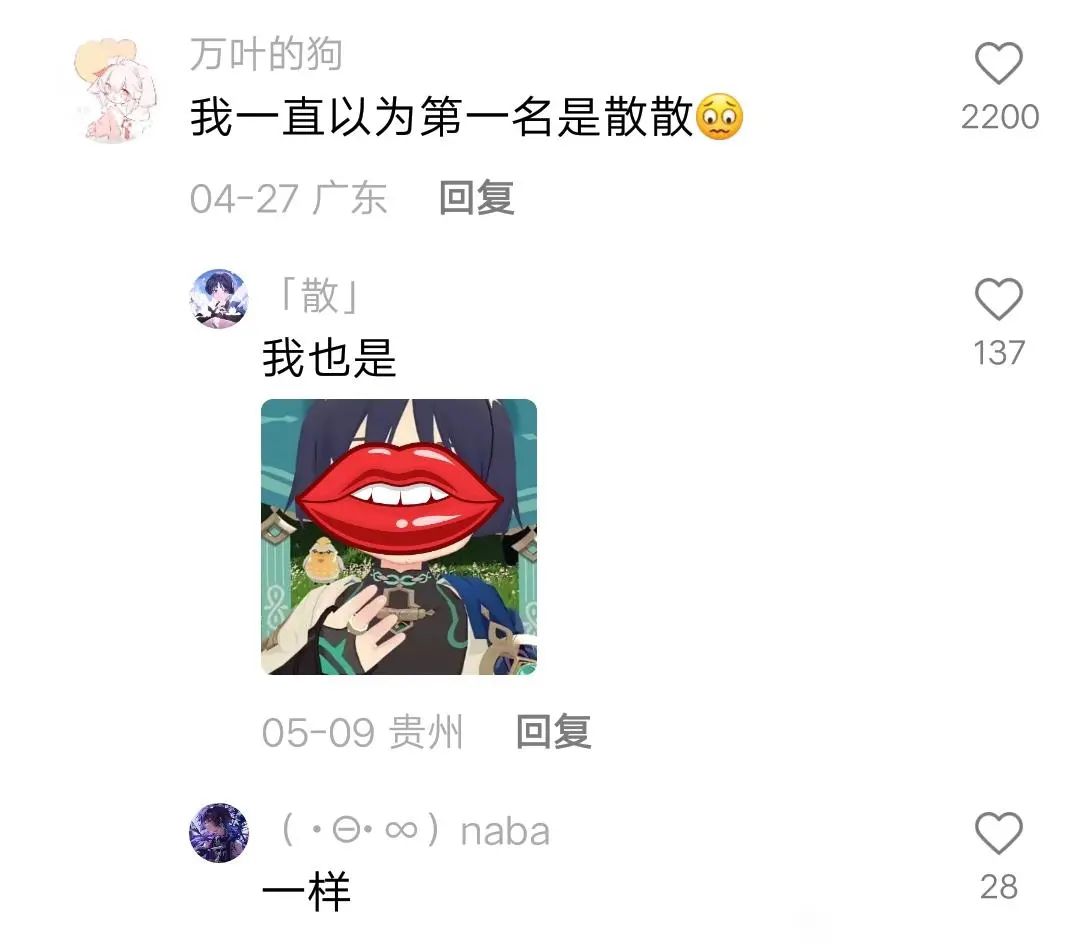 万叶的狗
我一直以为第一名是散散🥺
2200
04-27 广东 回复
「散」
我也是
137
05-09 贵州 回复
( ･⊝･ ∞) naba
一样
28